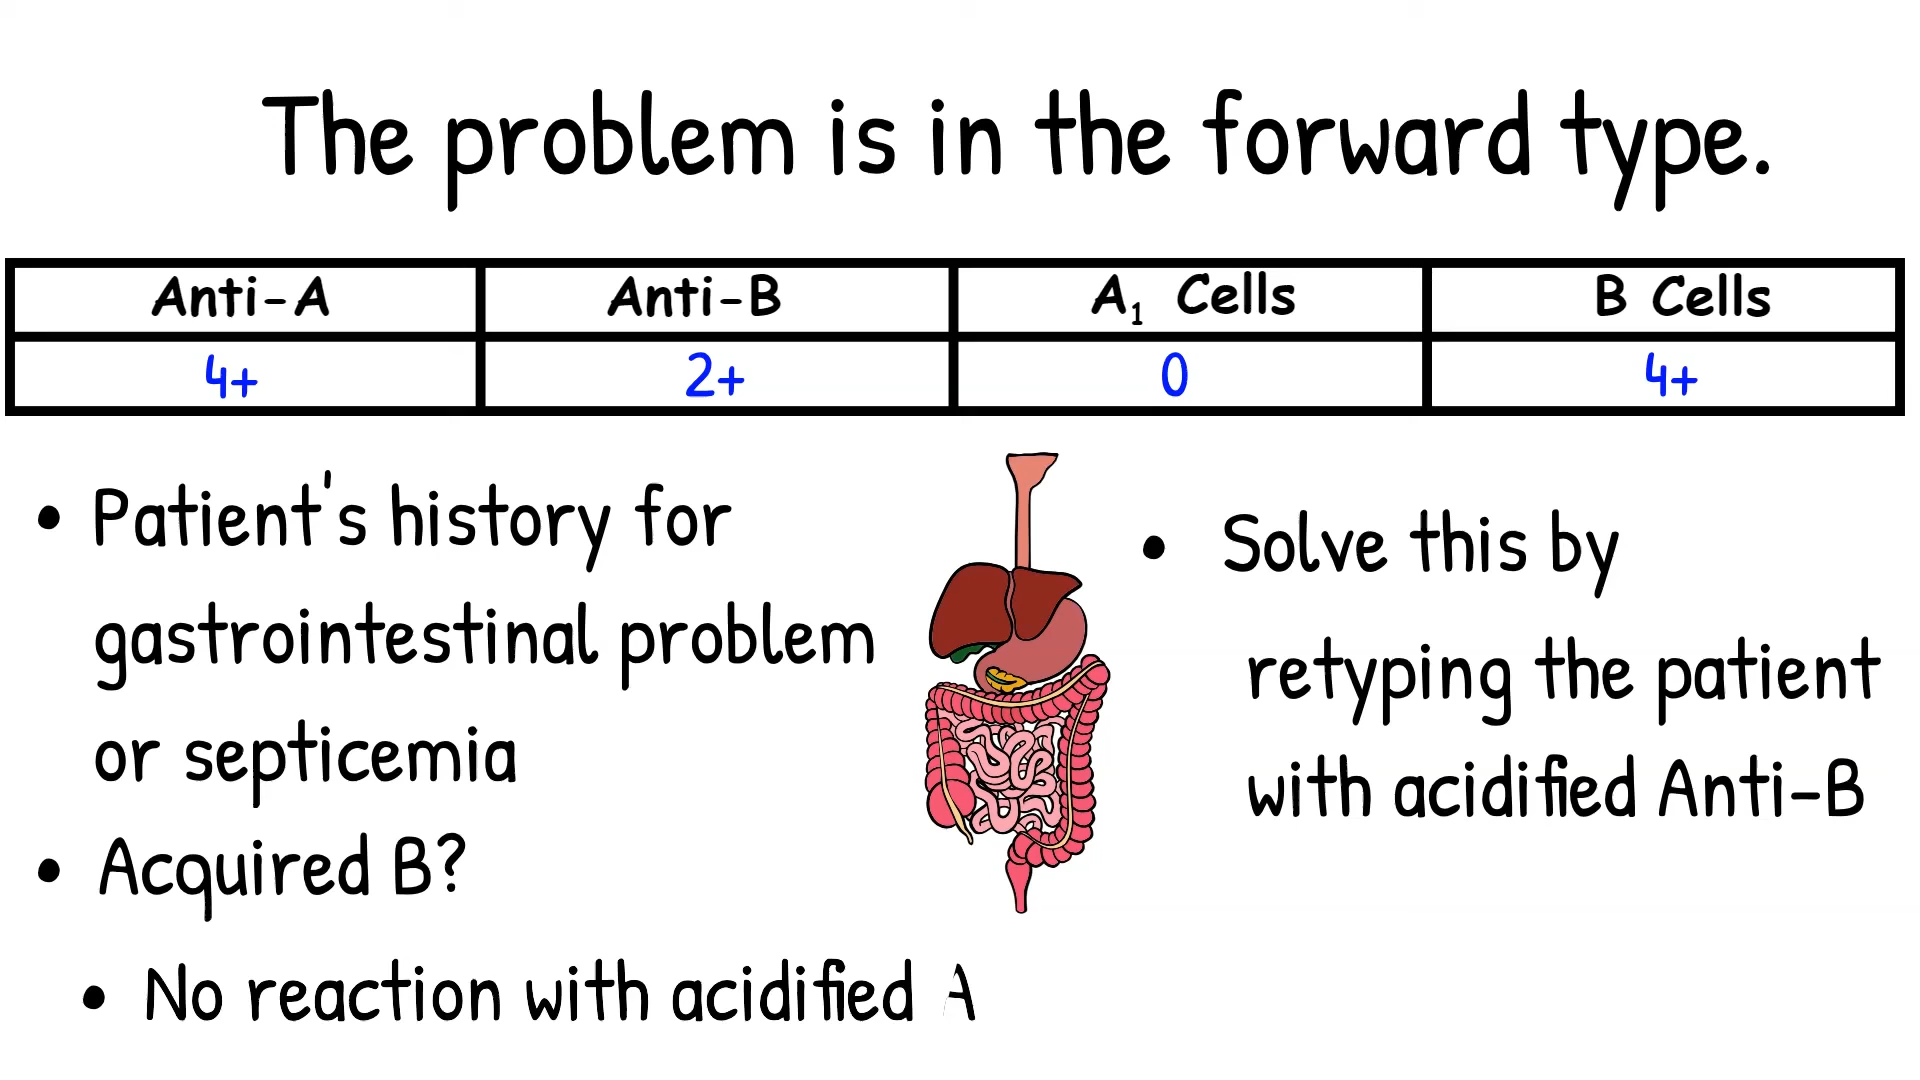 The problem is in the forward type.
Anti-A Anti-B A₁ Cells B Cells
4+ 2+ 0 4+
• Patient's history for
gastrointestinal problem
or septicemia
• Acquired B?
• No reaction with acidified A
• Solve this by
retyping the patient
with acidified Anti-B